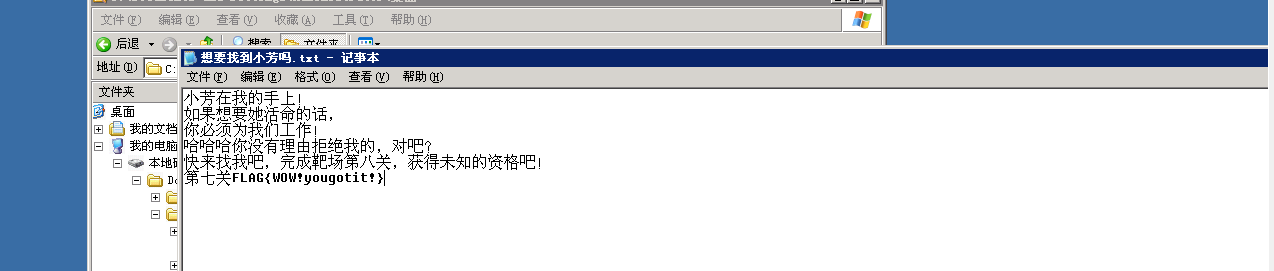 文件(F) 编辑(E) 查看(V) 收藏(A) 工具(T) 帮助(H)
后退 搜索 文件夹
地址(D) C:
想要找到小芳吗.txt - 记事本
文件(F) 编辑(E) 格式(O) 查看(V) 帮助(H)
文件夹
桌面
我的文档
我的电脑
本地磁
Do
小芳在我的手上!
如果想要她活命的话,
你必须为我们工作!
哈哈哈你没有理由拒绝我的, 对吧?
快来找我吧, 完成靶场第八关, 获得未知的资格吧!
第七关FLAG{WOW!yougotit!}